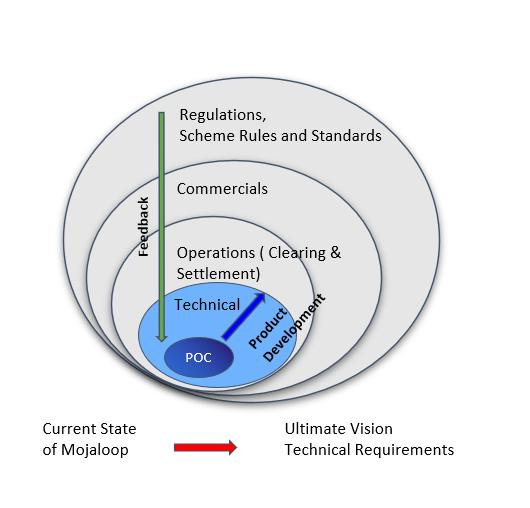 Regulations,
Scheme Rules and Standards
Commercials
Feedback
Operations ( Clearing &
Settlement)
Technical
Product
Development
POC
Current State
of Mojaloop
Ultimate Vision
Technical Requirements